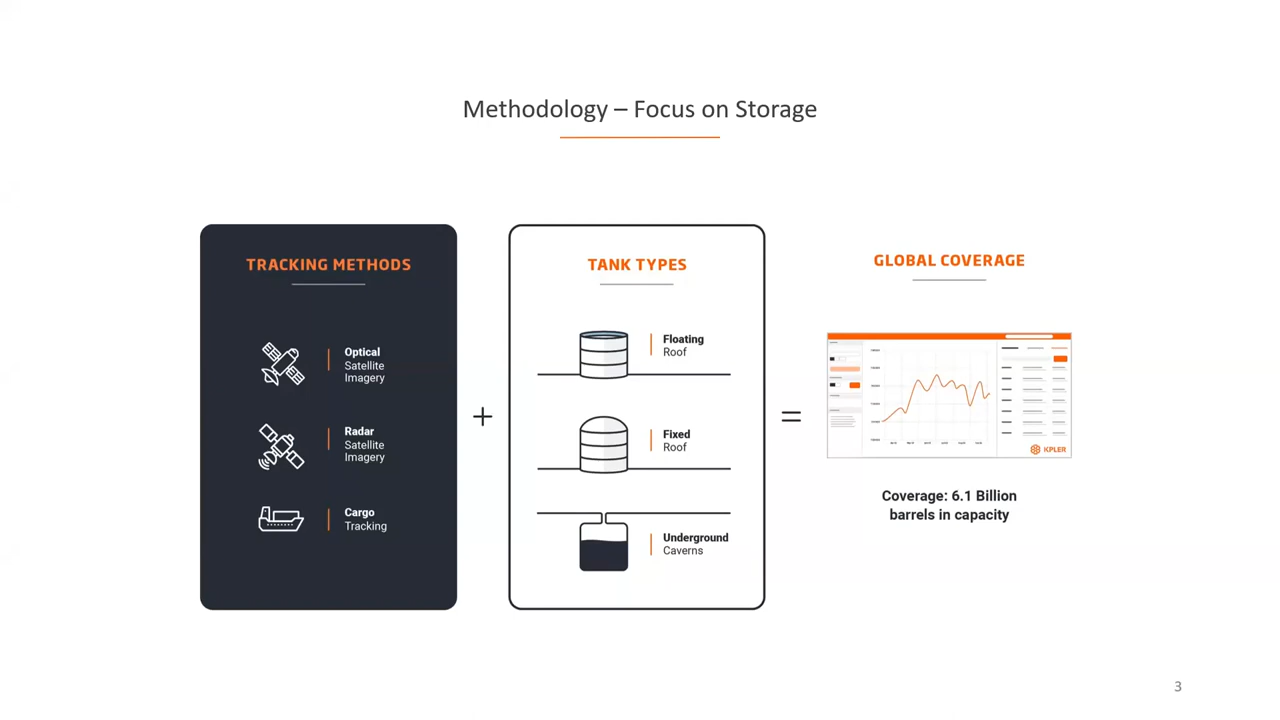 Methodology – Focus on Storage
TRACKING METHODS
Optical
Satellite
Imagery
Radar
Satellite
Imagery
Cargo
Tracking
+
TANK TYPES
Floating
Roof
Fixed
Roof
Underground
Caverns
=
GLOBAL COVERAGE
KPLER
Coverage: 6.1 Billion
barrels in capacity
3